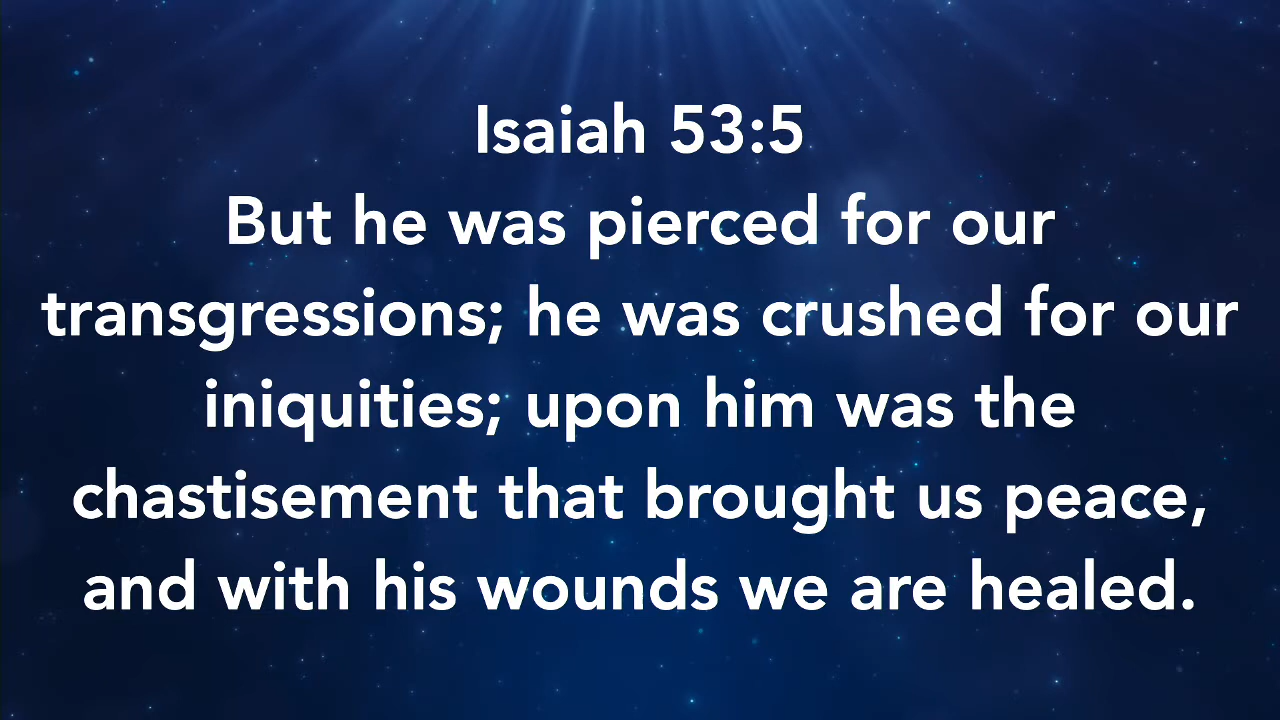 Isaiah 53:5
But he was pierced for our
transgressions; he was crushed for our
iniquities; upon him was the
chastisement that brought us peace,
and with his wounds we are healed.